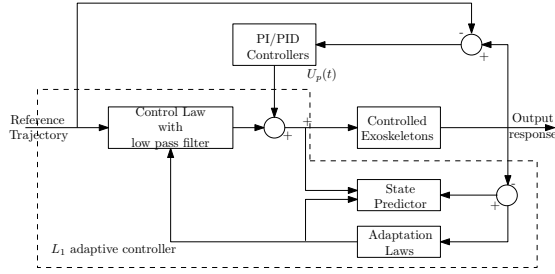 -
PI/PID
Controllers
+
U_p(t)
Reference
Trajectory
Control Law
with
low pass filter
+
+
Controlled
Exoskeletons
Output
response
State
Predictor
-
+
Adaptation
Laws
L_1 adaptive controller